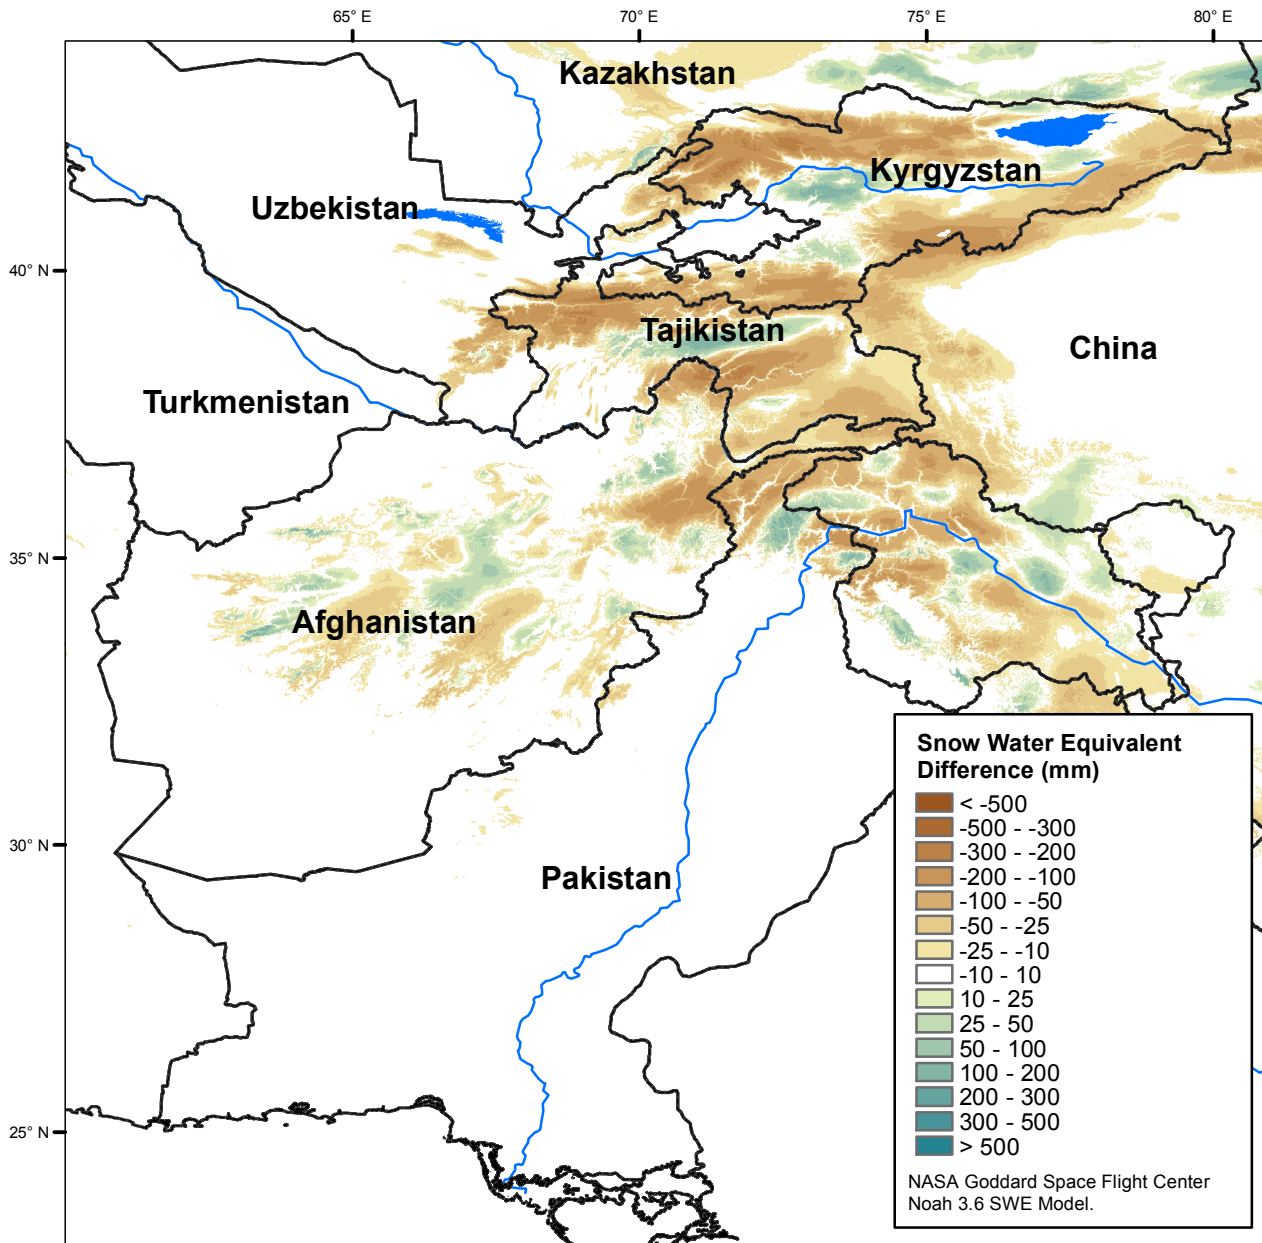 65° E
70° E
75° E
80° E
Kazakhstan
Kyrgyzstan
Uzbekistan
40° N
Tajikistan
China
Turkmenistan
35° N
Afghanistan
30° N
Pakistan
25° N
Snow Water Equivalent
Difference (mm)
< -500
-500 - -300
-300 - -200
-200 - -100
-100 - -50
-50 - -25
-25 - -10
-10 - 10
10 - 25
25 - 50
50 - 100
100 - 200
200 - 300
300 - 500
> 500
NASA Goddard Space Flight Center
Noah 3.6 SWE Model.